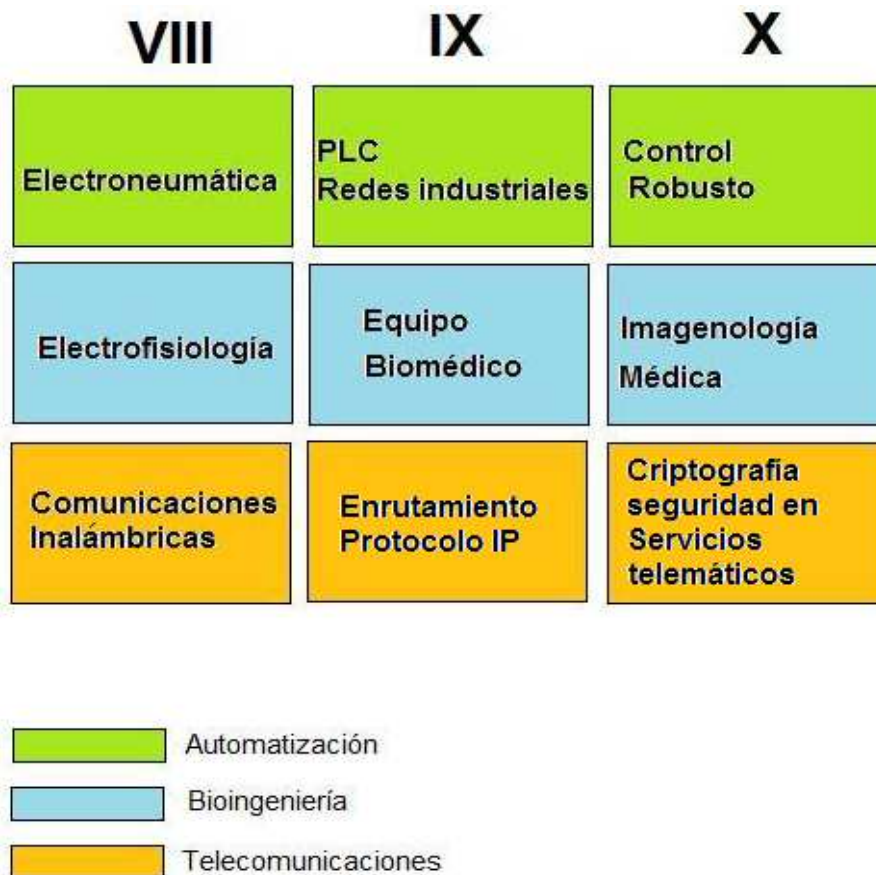 VIII IX X
Electroneumática
PLC
Redes industriales
Control
Robusto
Electrofisiología
Equipo
Biomédico
Imagenología
Médica
Comunicaciones
Inalámbricas
Enrutamiento
Protocolo IP
Criptografía
seguridad en
Servicios
telemáticos
Automatización
Bioingeniería
Telecomunicaciones